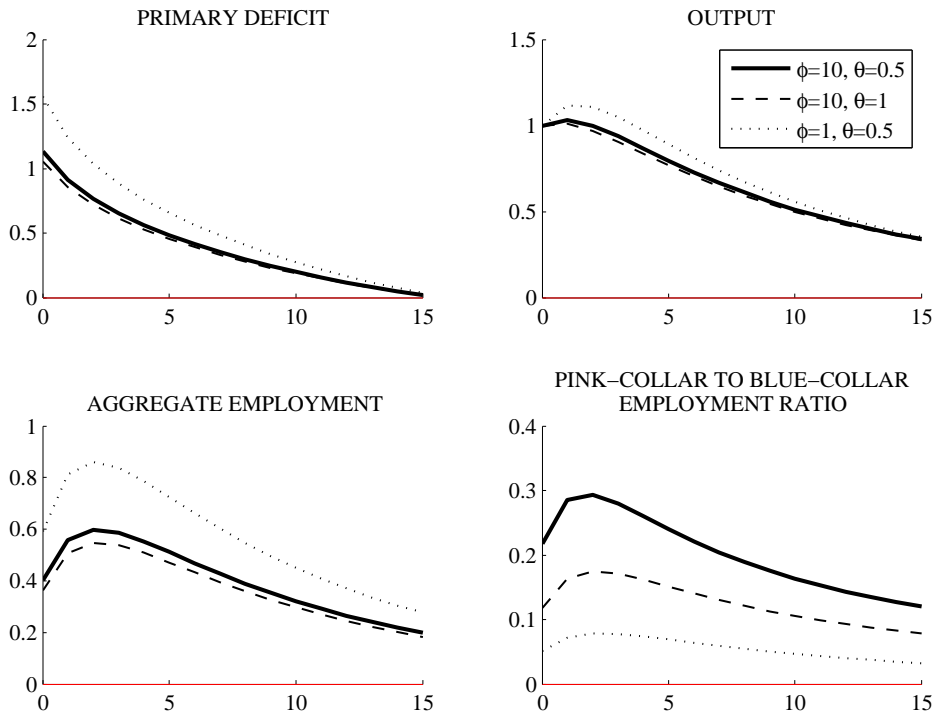 PRIMARY DEFICIT
2
1.5
1
0.5
0
0 5 10 15
OUTPUT
1.5
1
0.5
0
0 5 10 15
ϕ=10, θ=0.5
ϕ=10, θ=1
ϕ=1, θ=0.5
AGGREGATE EMPLOYMENT
1
0.8
0.6
0.4
0.2
0
0 5 10 15
PINK−COLLAR TO BLUE−COLLAR
EMPLOYMENT RATIO
0.4
0.3
0.2
0.1
0
0 5 10 15